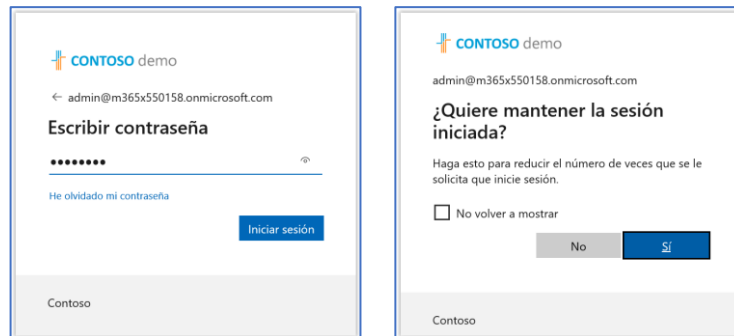 CONTOSO demo
← admin@m365x550158.onmicrosoft.com
Escribir contraseña
••••••••
He olvidado mi contraseña
Iniciar sesión
Contoso
CONTOSO demo
admin@m365x550158.onmicrosoft.com
¿Quiere mantener la sesión
iniciada?
Haga esto para reducir el número de veces que se le
solicita que inicie sesión.
No volver a mostrar
No
Sí
Contoso